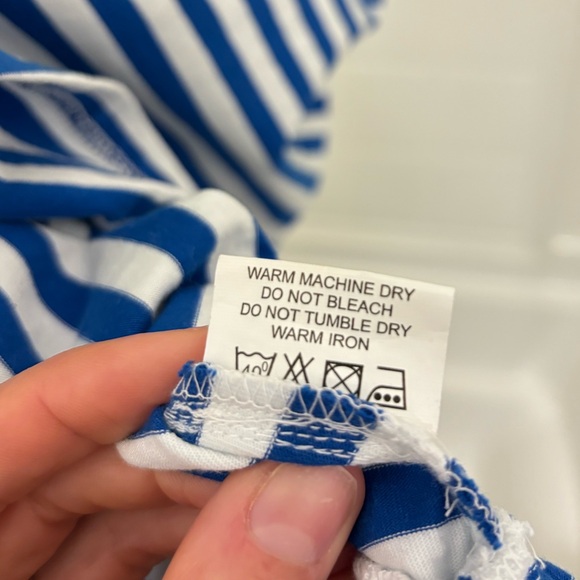 WARM MACHINE DRY
DO NOT BLEACH
DO NOT TUMBLE DRY
WARM IRON
40°